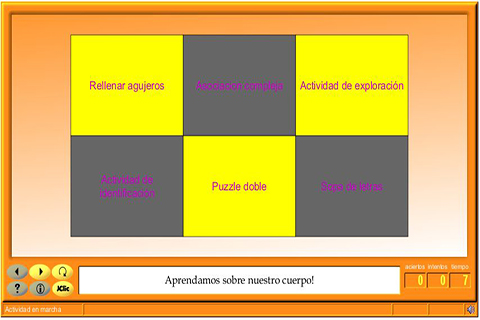 Rellenar agujeros
Asociación compleja
Actividad de exploración
Actividad de
identificación
Puzzle doble
Sopa de letras
Aprendamos sobre nuestro cuerpo!
aciertos intentos tiempo
0 0 7
? i JClic
Actividad en marcha